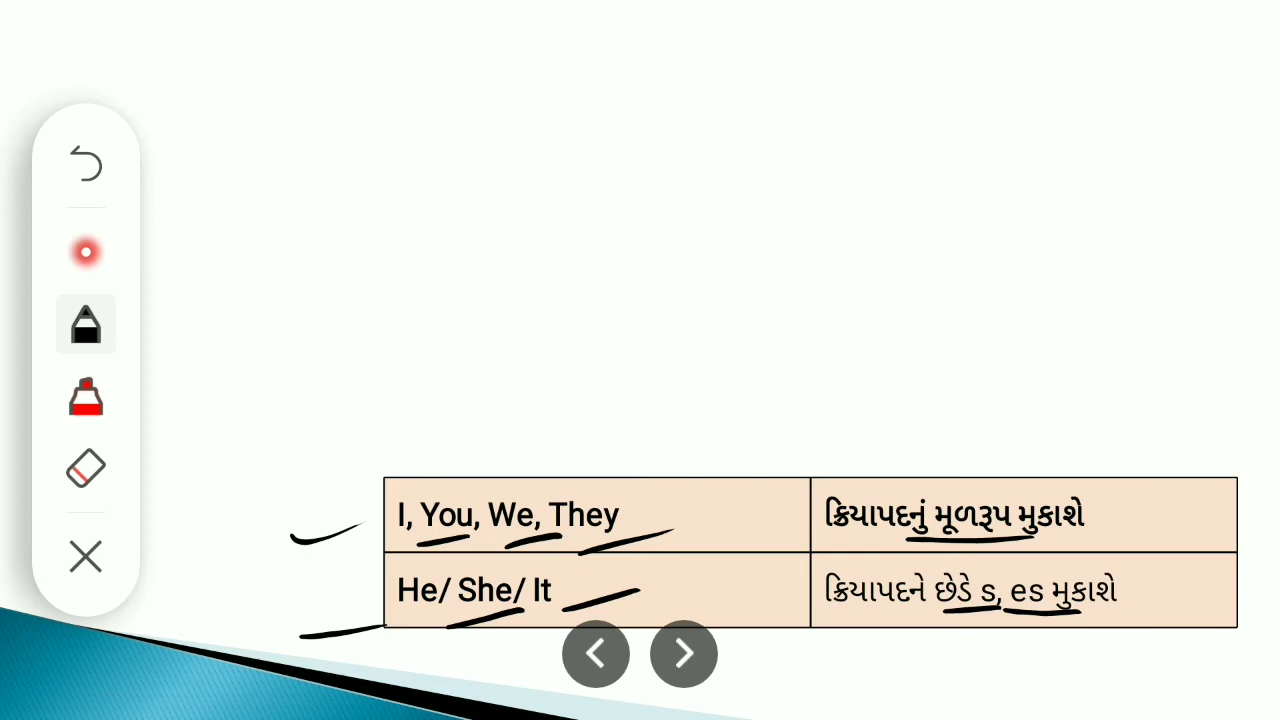 I, You, We, They ક્રિયાપદનું મૂળરૂપ મુકાશે
He/ She/ It ક્રિયાપદને છેડે s, es મુકાશે